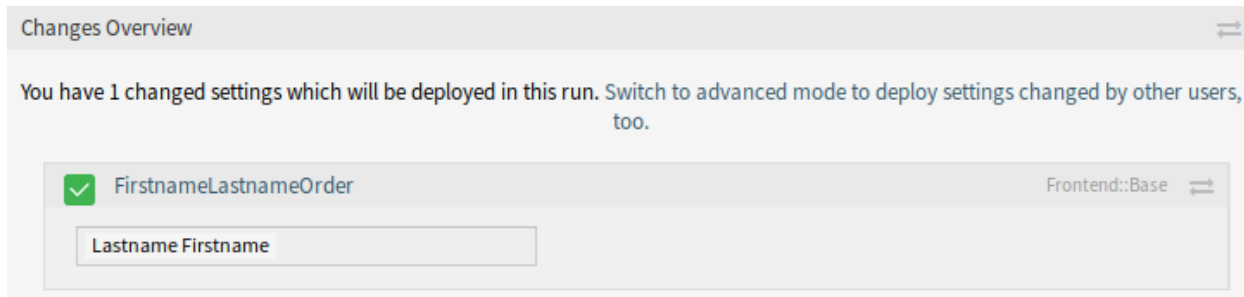 Changes Overview
You have 1 changed settings which will be deployed in this run. Switch to advanced mode to deploy settings changed by other users,
too.
FirstnameLastnameOrder Frontend::Base
Lastname Firstname